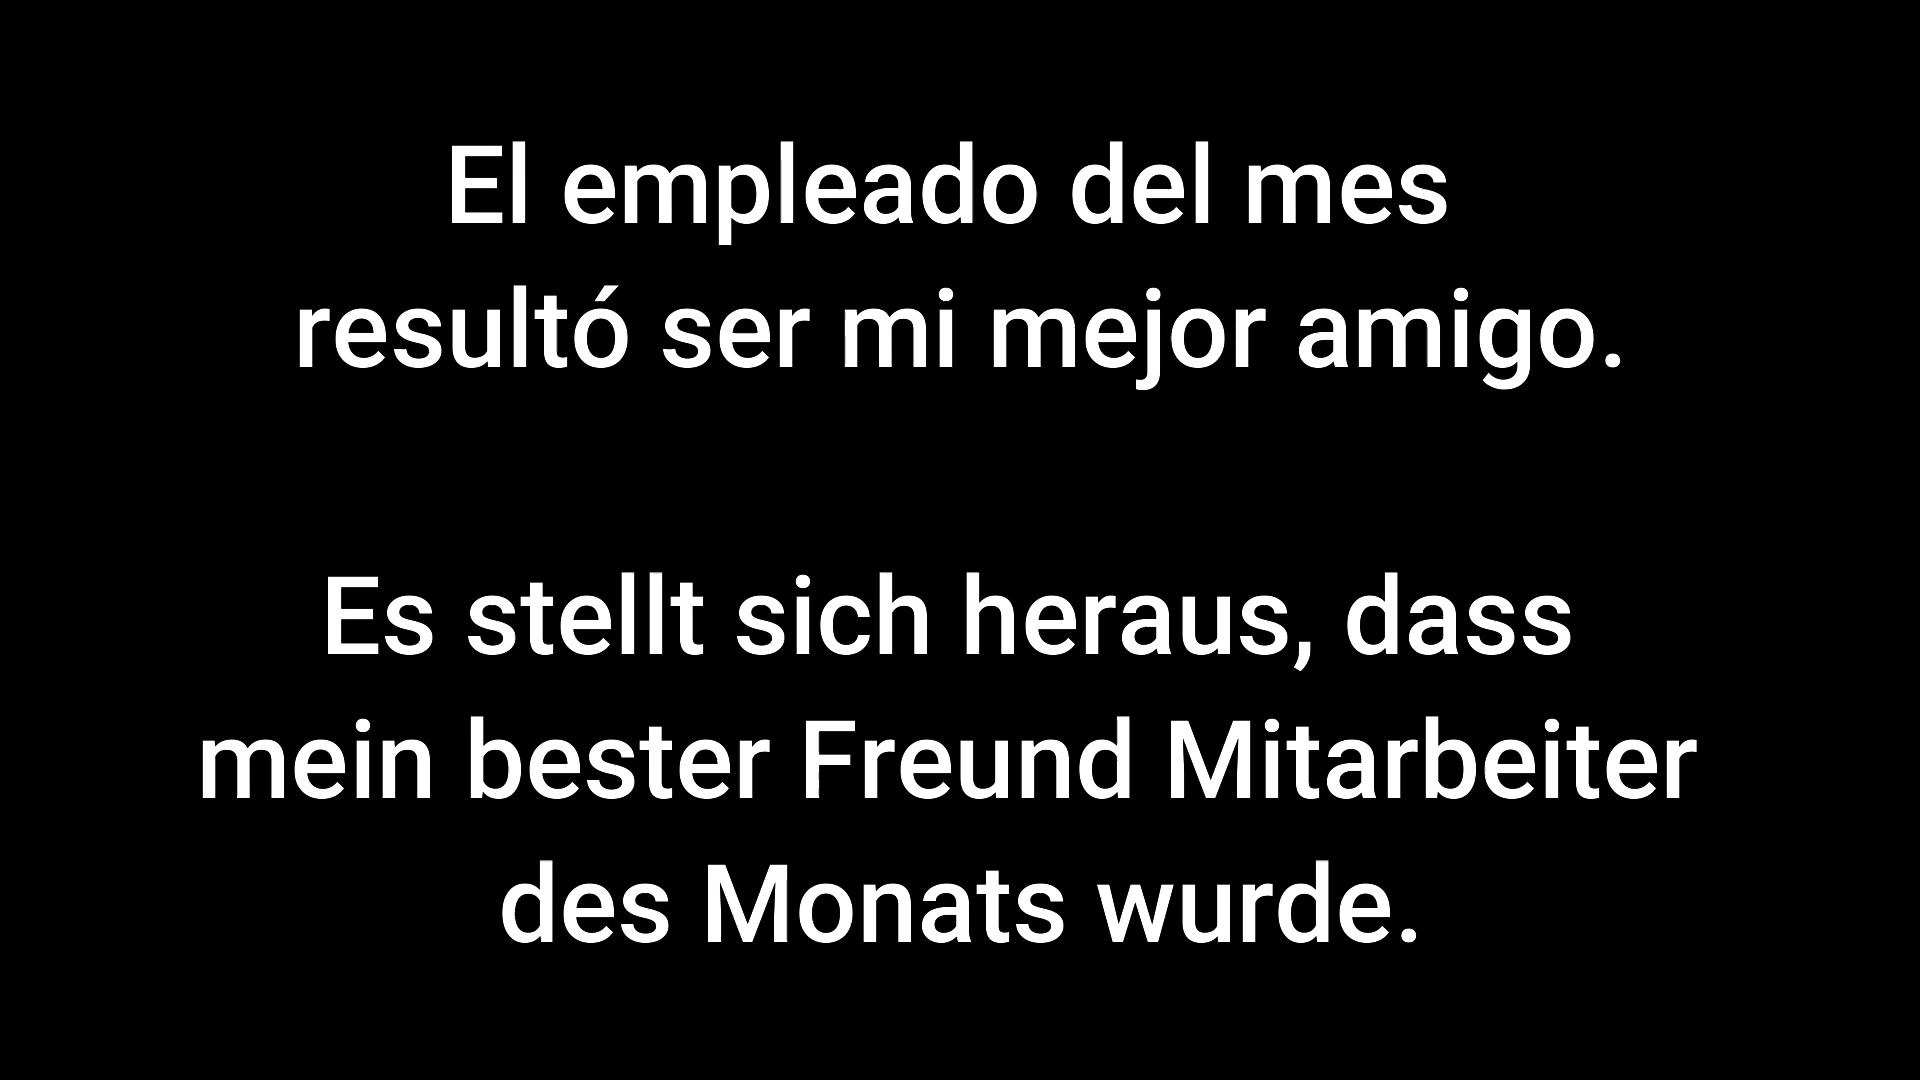 El empleado del mes
resultó ser mi mejor amigo.
Es stellt sich heraus, dass
mein bester Freund Mitarbeiter
des Monats wurde.